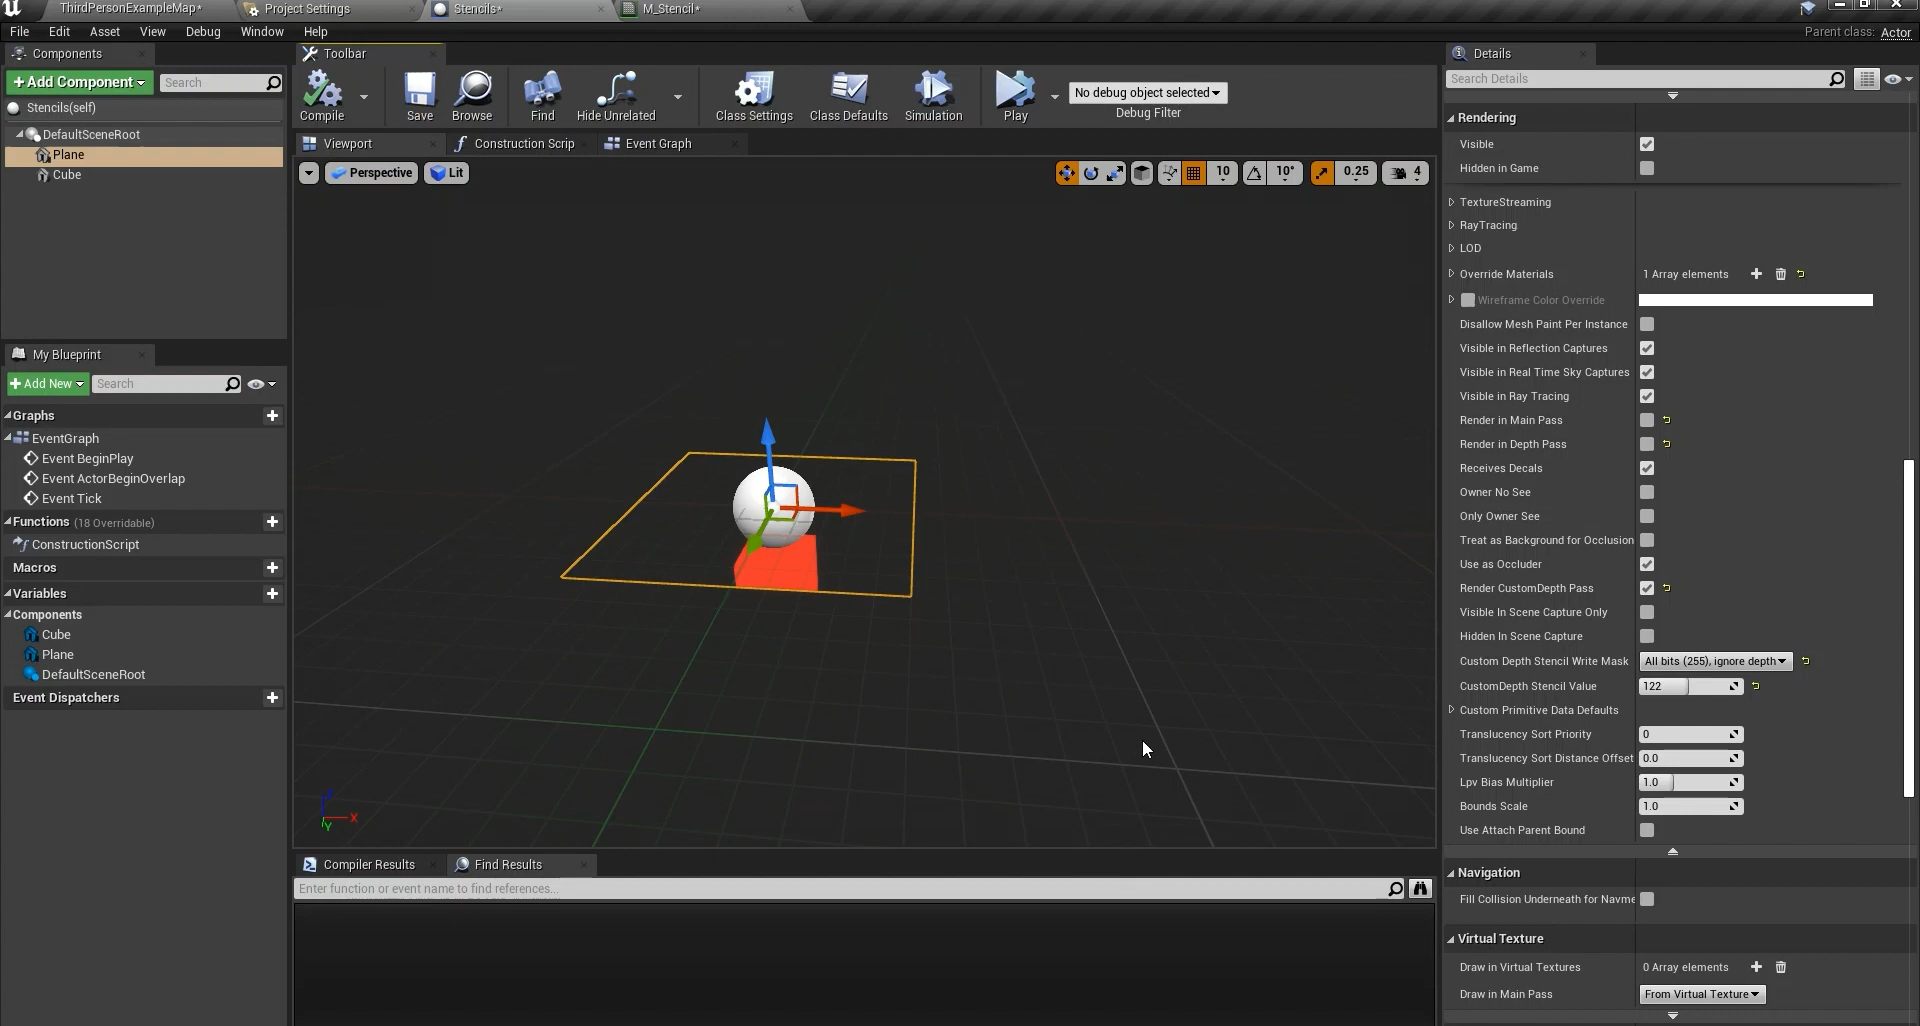 ThirdPersonExampleMap*
Project Settings
Stencils*
M_Stencil*
File Edit Asset View Debug Window Help
Parent class: Actor
Components
+ Add Component
Search
Stencils(self)
DefaultSceneRoot
Plane
Cube
My Blueprint
+ Add New
Search
Graphs
EventGraph
Event BeginPlay
Event ActorBeginOverlap
Event Tick
Functions (18 Overridable)
ConstructionScript
Macros
Variables
Components
Cube
Plane
DefaultSceneRoot
Event Dispatchers
Toolbar
Compile
Save
Browse
Find
Hide Unrelated
Class Settings
Class Defaults
Simulation
Play
No debug object selected
Debug Filter
Viewport
Construction Scrip
Event Graph
Perspective
Lit
10
10°
0.25
4
X
Y
Compiler Results
Find Results
Enter function or event name to find references...
Details
Search Details
Rendering
Visible
Hidden in Game
TextureStreaming
RayTracing
LOD
Override Materials 1 Array elements
Wireframe Color Override
Disallow Mesh Paint Per Instance
Visible in Reflection Captures
Visible in Real Time Sky Captures
Visible in Ray Tracing
Render in Main Pass
Render in Depth Pass
Receives Decals
Owner No See
Only Owner See
Treat as Background for Occlusion
Use as Occluder
Render CustomDepth Pass
Visible In Scene Capture Only
Hidden In Scene Capture
Custom Depth Stencil Write Mask All bits (255), ignore depth
CustomDepth Stencil Value 122
Custom Primitive Data Defaults
Translucency Sort Priority 0
Translucency Sort Distance Offset 0.0
Lpv Bias Multiplier 1.0
Bounds Scale 1.0
Use Attach Parent Bound
Navigation
Fill Collision Underneath for Navme
Virtual Texture
Draw in Virtual Textures 0 Array elements
Draw in Main Pass From Virtual Texture